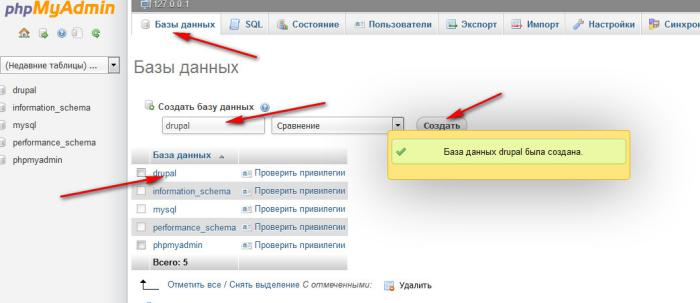 phpMyAdmin
(Недавние таблицы) ...
drupal
information_schema
mysql
performance_schema
phpmyadmin
127.0.0.1
Базы данных SQL Состояние Пользователи Экспорт Импорт Настройки
Базы данных
Создать базу данных
drupal Сравнение Создать
База данных drupal была создана.
База данных
drupal Проверить привилегии
information_schema Проверить привилегии
mysql Проверить привилегии
performance_schema Проверить привилегии
phpmyadmin Проверить привилегии
Всего: 5
Отметить все / Снять выделение С отмеченными: Удалить